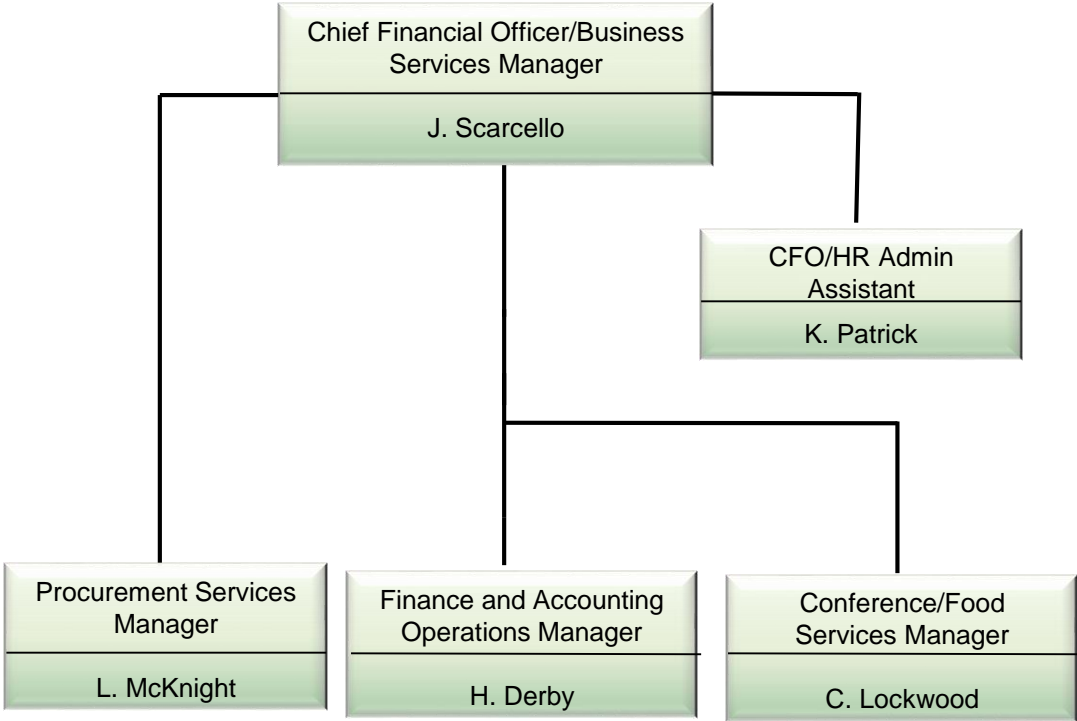 Chief Financial Officer/Business
Services Manager
J. Scarcello
CFO/HR Admin
Assistant
K. Patrick
Procurement Services
Manager
L. McKnight
Finance and Accounting
Operations Manager
H. Derby
Conference/Food
Services Manager
C. Lockwood